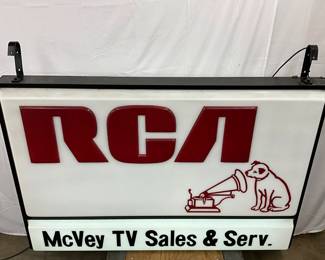 RCA
McVey TV Sales & Serv.